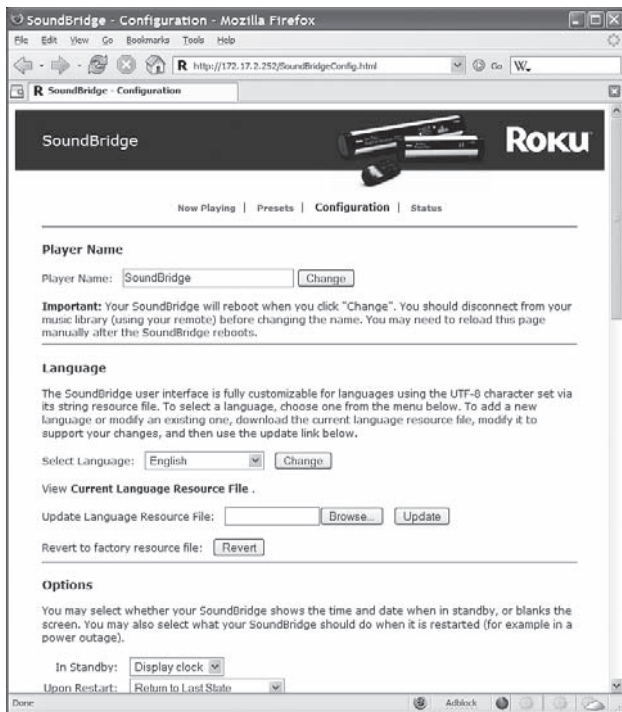 SoundBridge - Configuration - Mozilla Firefox
File Edit View Go Bookmarks Tools Help
R http://172.17.2.252/SoundBridgeConfig.html Go W.
R SoundBridge - Configuration
SoundBridge ROKU
Now Playing | Presets | Configuration | Status
Player Name
Player Name: SoundBridge Change
Important: Your SoundBridge will reboot when you click "Change". You should disconnect from your
music library (using your remote) before changing the name. You may need to reload this page
manually after the SoundBridge reboots.
Language
The SoundBridge user interface is fully customizable for languages using the UTF-8 character set via
its string resource file. To select a language, choose one from the menu below. To add a new
language or modify an existing one, download the current language resource file, modify it to
support your changes, and then use the update link below.
Select Language: English Change
View Current Language Resource File .
Update Language Resource File: Browse... Update
Revert to factory resource file: Revert
Options
You may select whether your SoundBridge shows the time and date when in standby, or blanks the
screen. You may also select what your SoundBridge should do when it is restarted (for example in a
power outage).
In Standby: Display clock
Upon Restart: Return to Last State
Done Adblock